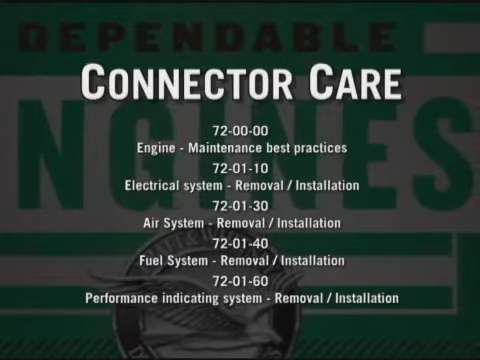 DEPENDABLE
CONNECTOR CARE
NGINES
72-00-00
Engine - Maintenance best practices
72-01-10
Electrical system - Removal / Installation
72-01-30
Air System - Removal / Installation
72-01-40
Fuel System - Removal / Installation
72-01-60
Performance indicating system - Removal / Installation